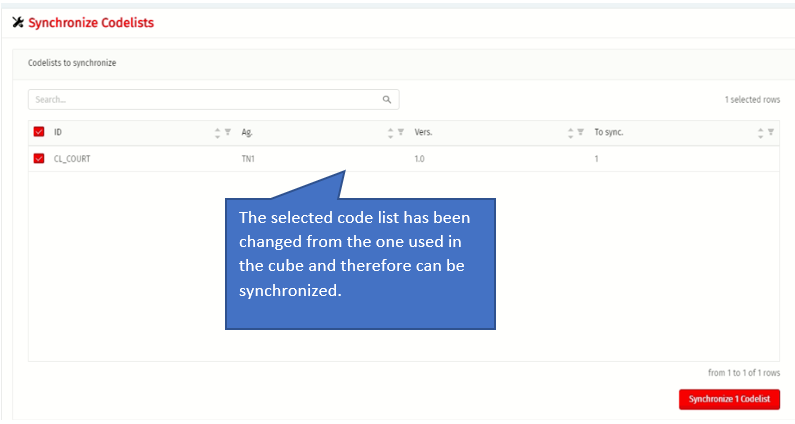 Synchronize Codelists
Codelists to synchronize
Search...
1 selected rows
ID Ag. Vers. To sync.
CL_COURT TN1 1.0 1
The selected code list has been
changed from the one used in
the cube and therefore can be
synchronized.
from 1 to 1 of 1 rows
Synchronize 1 Codelist